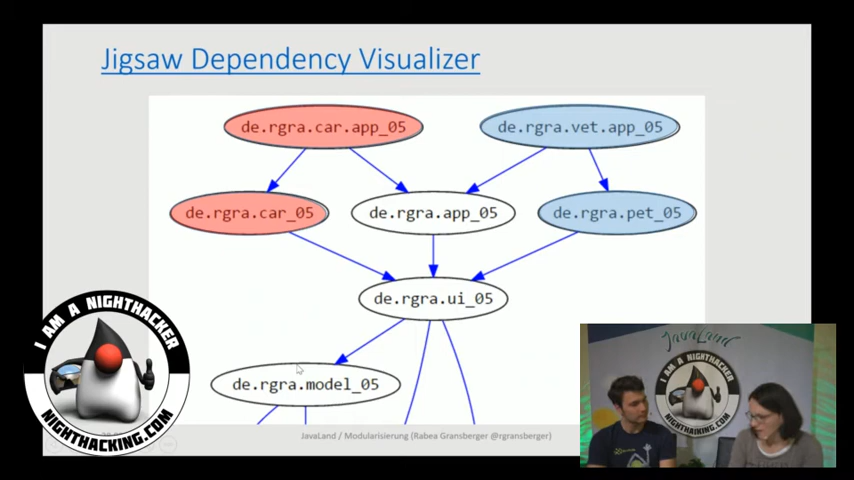 Jigsaw Dependency Visualizer
de.rgra.car.app_05
de.rgra.vet.app_05
de.rgra.car_05
de.rgra.app_05
de.rgra.pet_05
de.rgra.ui_05
de.rgra.model_05
JavaLand / Modularisierung (Rabea Gransberger @rgransberger)
I AM A NIGHTHACKER
NIGHTHACKING.COM
JavaLand
I AM A NIGHTHACKER
NIGHTHACKING.COM